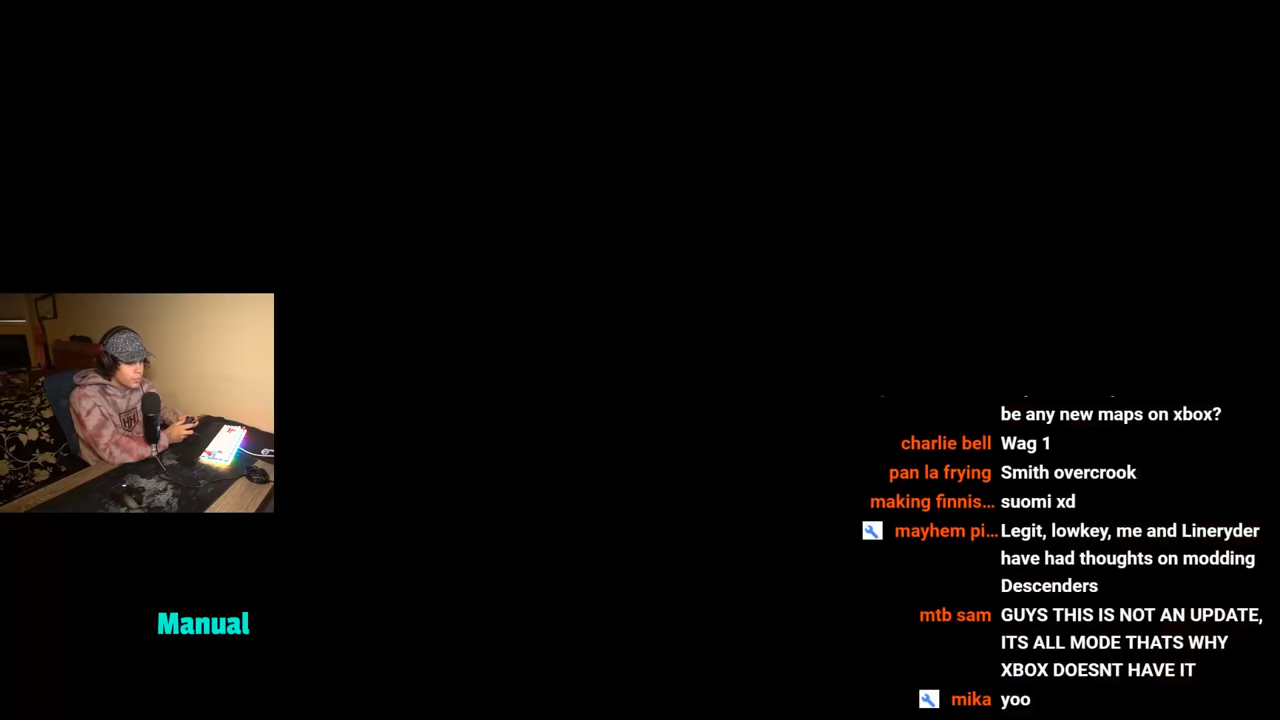 be any new maps on xbox?
charlie bell Wag 1
pan la frying Smith overcrook
making finnis... suomi xd
mayhem pi... Legit, lowkey, me and Lineryder
have had thoughts on modding
Descenders
mtb sam GUYS THIS IS NOT AN UPDATE,
ITS ALL MODE THATS WHY
XBOX DOESNT HAVE IT
Manual
mika yoo